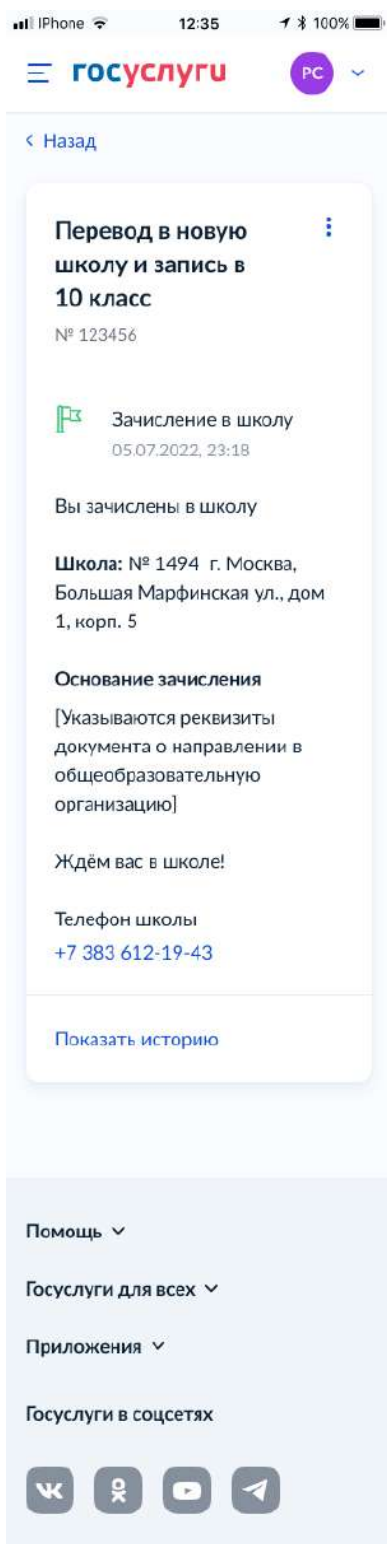 IPhone 12:35 100%
госуслуги РС
Назад
Перевод в новую
школу и запись в
10 класс
№ 123456
Зачисление в школу
05.07.2022, 23:18
Вы зачислены в школу
Школа: № 1494 г. Москва,
Большая Марфинская ул., дом
1, корп. 5
Основание зачисления
[Указываются реквизиты
документа о направлении в
общеобразовательную
организацию]
Ждём вас в школе!
Телефон школы
+7 383 612-19-43
Показать историю
Помощь
Госуслуги для всех
Приложения
Госуслуги в соцсетях